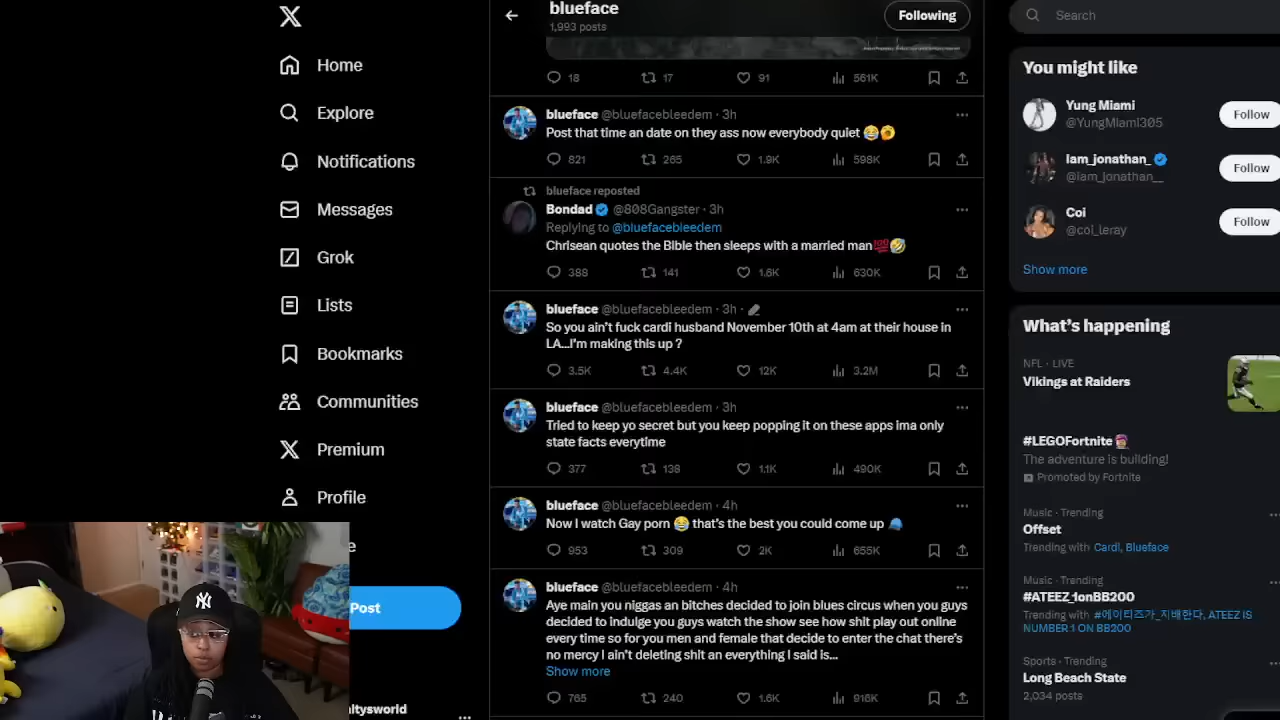 blueface
1,993 posts
Following
Search
Home
Explore
Notifications
Messages
Grok
Lists
Bookmarks
Communities
Premium
Profile
e
Post
NY
altysworld
18 17 91 561K
blueface @bluefacebleedem · 3h
Post that time an date on they ass now everybody quiet 😂🥱
821 265 1.9K 598K
blueface reposted
Bondad @808Gangster · 3h
Replying to @bluefacebleedem
Chrisean quotes the Bible then sleeps with a married man💯🤣
388 141 1.6K 630K
blueface @bluefacebleedem · 3h ·
So you ain't fuck cardi husband November 10th at 4am at their house in
LA...I'm making this up ?
3.5K 4.4K 12K 3.2M
blueface @bluefacebleedem · 3h
Tried to keep yo secret but you keep popping it on these apps ima only
state facts everytime
377 138 1.1K 490K
blueface @bluefacebleedem · 4h
Now I watch Gay porn 😂 that's the best you could come up 🧢
953 309 2K 655K
blueface @bluefacebleedem · 4h
Aye main you niggas an bitches decided to join blues circus when you guys
decided to indulge you guys watch the show see how shit play out online
every time so for you men and female that decide to enter the chat there's
no mercy I ain't deleting shit an everything I said is...
Show more
765 240 1.6K 916K
You might like
Yung Miami
@YungMiami305
Follow
Iam_jonathan_
@Iam_jonathan__
Follow
Coi
@coi_leray
Follow
Show more
What's happening
NFL · LIVE
Vikings at Raiders
#LEGOFortnite
The adventure is building!
Promoted by Fortnite
Music · Trending
Offset
Trending with Cardi, Blueface
Music · Trending
#ATEEZ_1onBB200
Trending with #에이티즈가_지배한다, ATEEZ IS
NUMBER 1 ON BB200
Sports · Trending
Long Beach State
2,034 posts